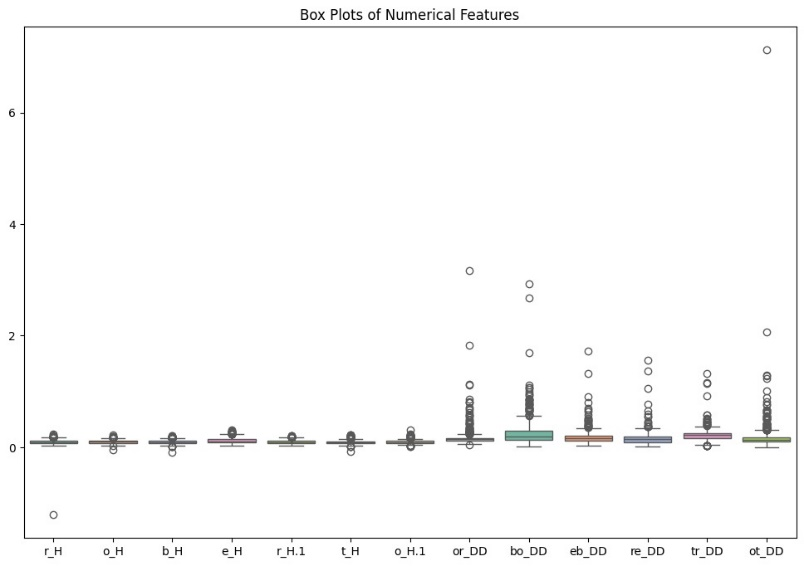 Box Plots of Numerical Features
6
4
2
0
r_H o_H b_H e_H r_H.1 t_H o_H.1 or_DD bo_DD eb_DD re_DD tr_DD ot_DD